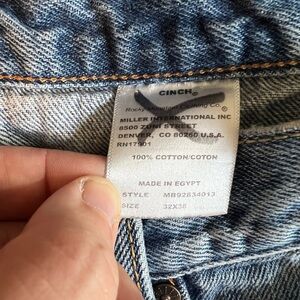 CINCH®
Rocky Mountain Clothing Co.®
MILLER INTERNATIONAL INC
8500 ZUNI STREET
DENVER, CO 80260 U.S.A.
RN17901
100% COTTON/COTON
MADE IN EGYPT
STYLE MB92834013
SIZE 32X38